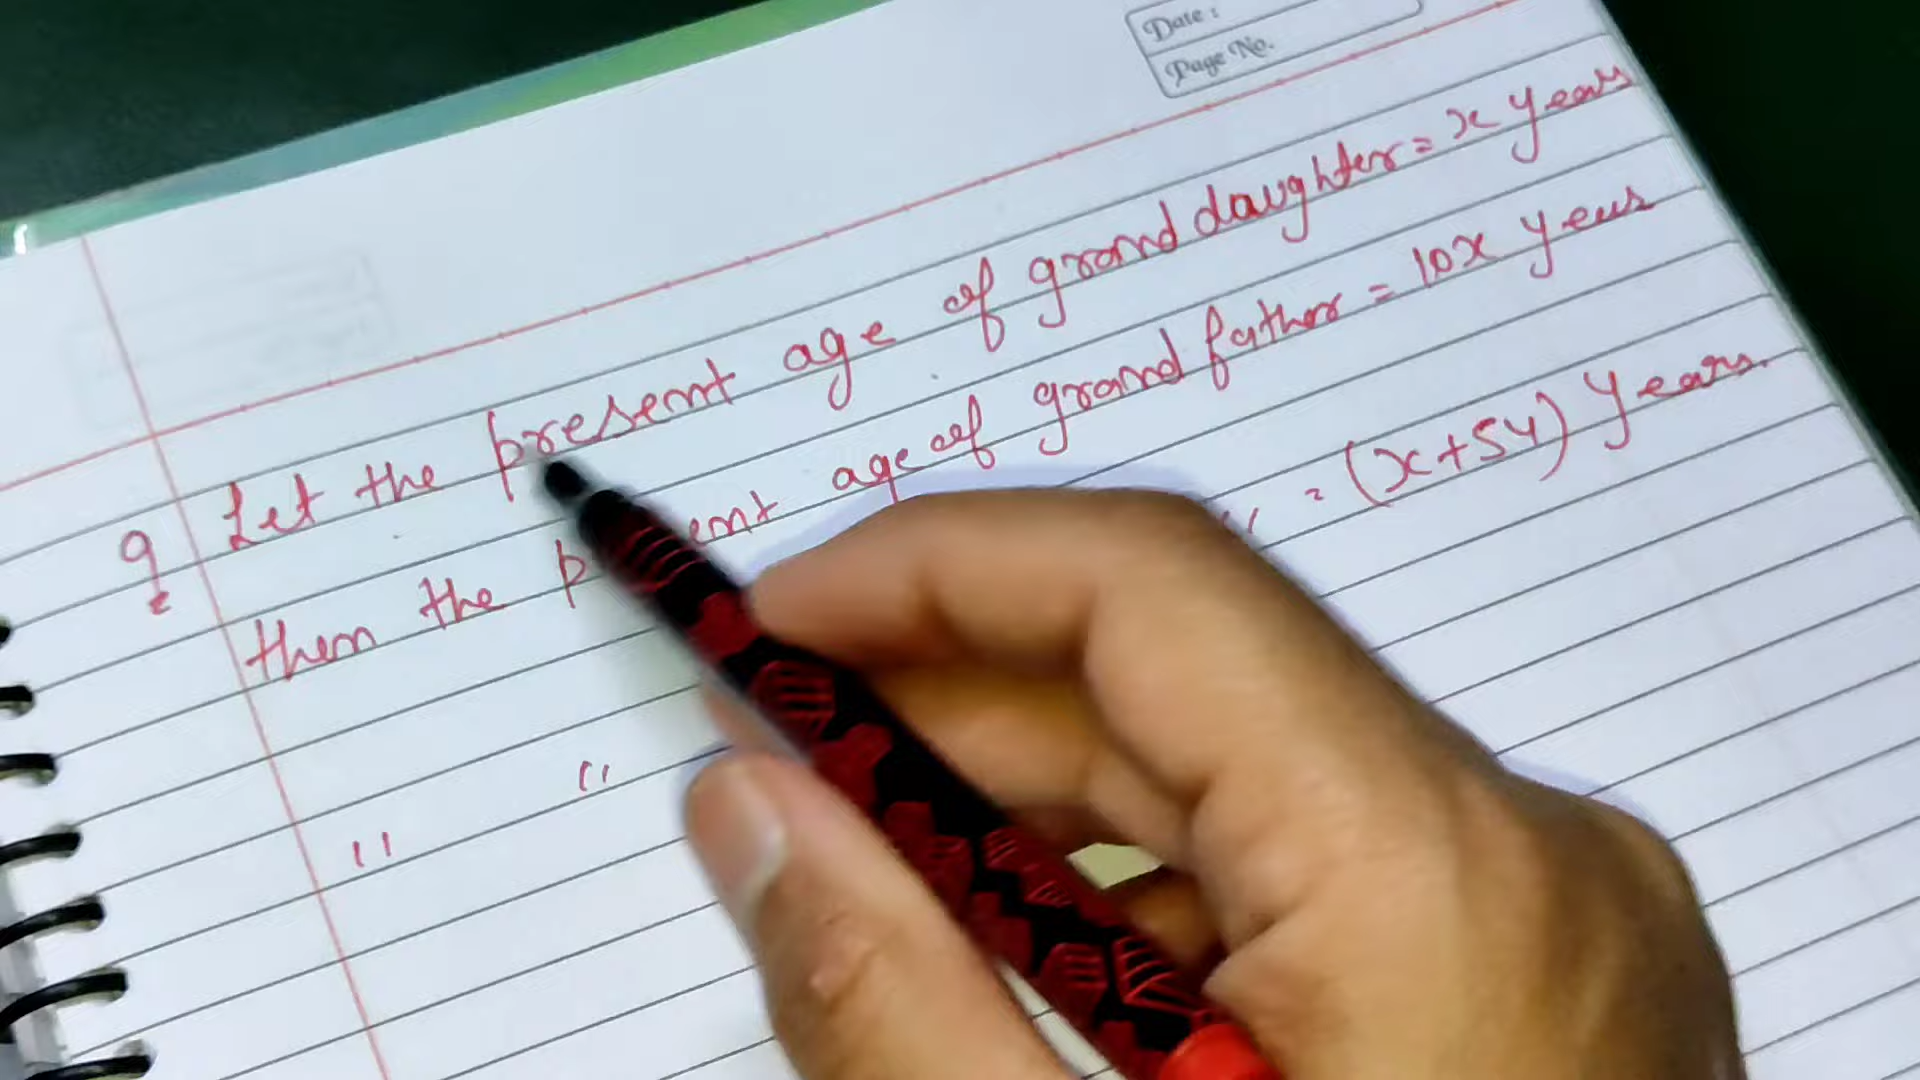 Date :
Page No.
9 Let the present age of grand daughter = x years
then the age of grand father = 10x years
" " " = (x+54) years.